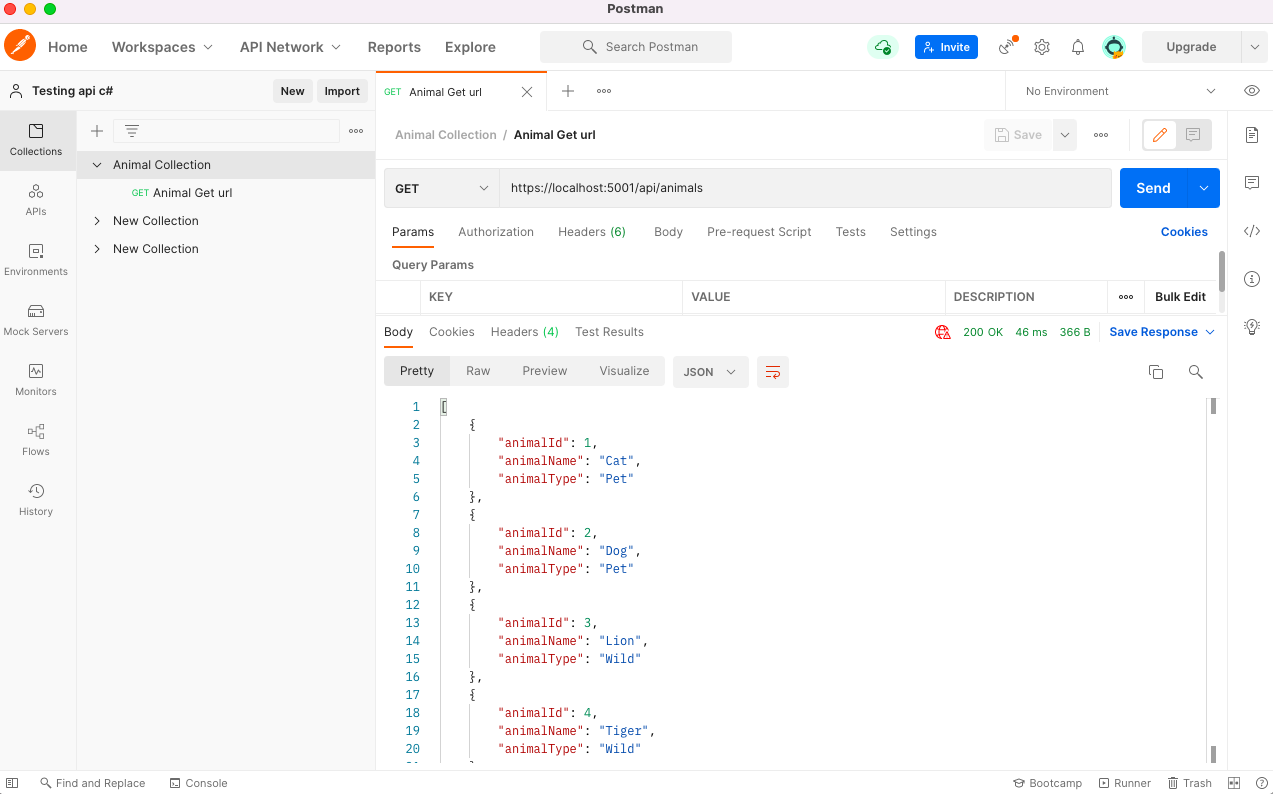 Postman
Home Workspaces API Network Reports Explore Search Postman Invite Upgrade
Testing api c# New Import GET Animal Get url No Environment
Collections
APIs
Environments
Mock Servers
Monitors
Flows
History
Animal Collection
GET Animal Get url
New Collection
New Collection
Animal Collection / Animal Get url Save
GET https://localhost:5001/api/animals Send
Params Authorization Headers (6) Body Pre-request Script Tests Settings Cookies
Query Params
KEY VALUE DESCRIPTION Bulk Edit
Body Cookies Headers (4) Test Results 200 OK 46 ms 366 B Save Response
Pretty Raw Preview Visualize JSON
1 [
2 {
3 "animalId": 1,
4 "animalName": "Cat",
5 "animalType": "Pet"
6 },
7 {
8 "animalId": 2,
9 "animalName": "Dog",
10 "animalType": "Pet"
11 },
12 {
13 "animalId": 3,
14 "animalName": "Lion",
15 "animalType": "Wild"
16 },
17 {
18 "animalId": 4,
19 "animalName": "Tiger",
20 "animalType": "Wild"
Find and Replace Console Bootcamp Runner Trash